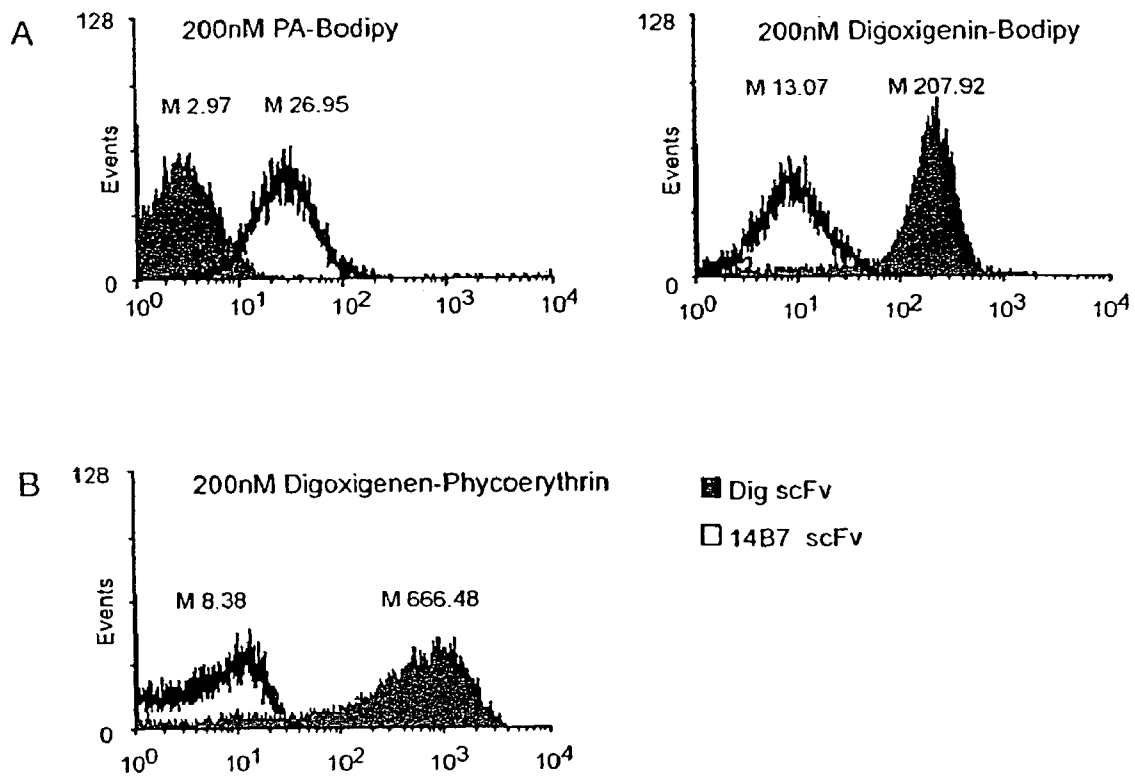 A
128
200nM PA-Bodipy
M 2.97 M 26.95
Events
0
10^0 10^1 10^2 10^3 10^4
128
200nM Digoxigenin-Bodipy
M 13.07 M 207.92
Events
0
10^0 10^1 10^2 10^3 10^4
B
128
200nM Digoxigenen-Phycoerythrin
M 8.38 M 666.48
Events
0
10^0 10^1 10^2 10^3 10^4
Dig scFv
14B7 scFv